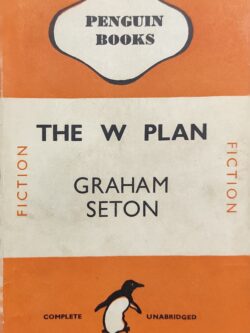 PENGUIN
BOOKS
THE W PLAN
FICTION
FICTION
GRAHAM
SETON
COMPLETE UNABRIDGED